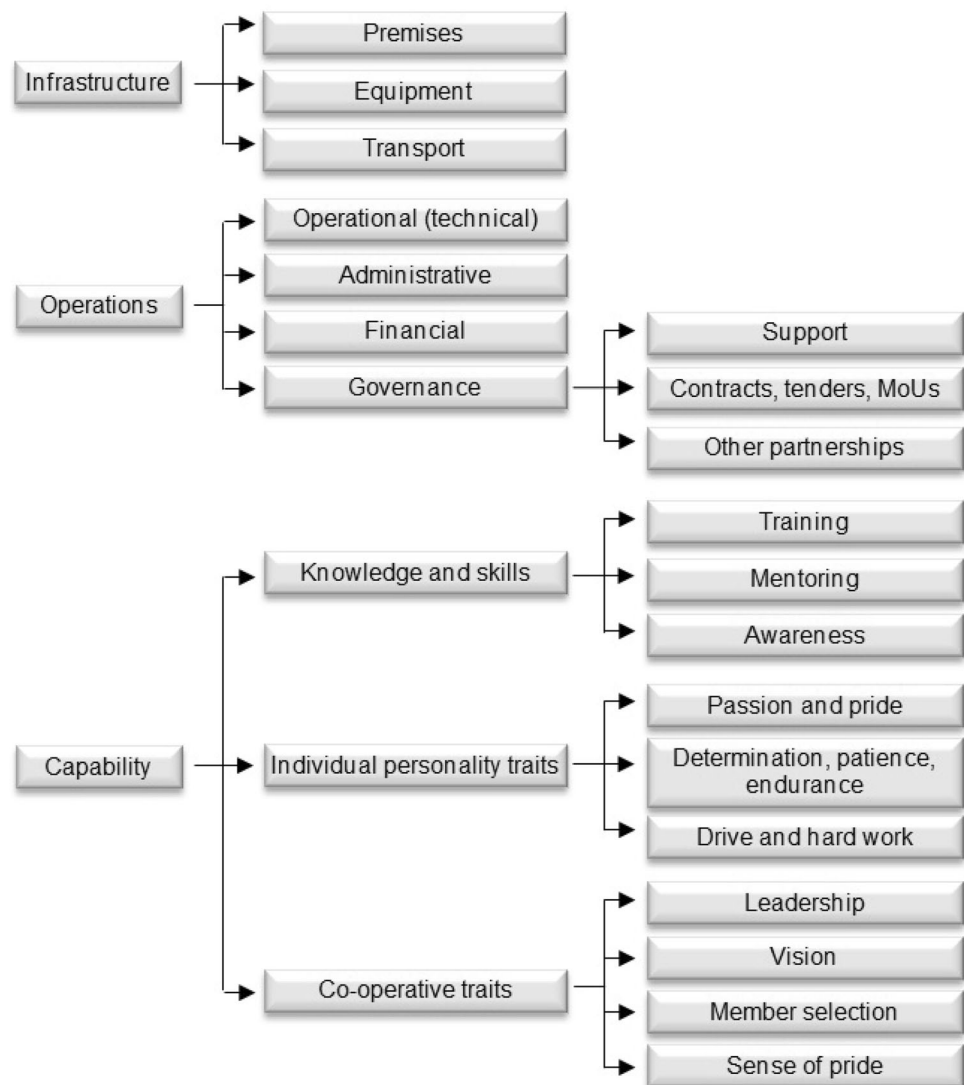 Infrastructure
Premises
Equipment
Transport
Operations
Operational (technical)
Administrative
Financial
Governance
Support
Contracts, tenders, MoUs
Other partnerships
Capability
Knowledge and skills
Training
Mentoring
Awareness
Individual personality traits
Passion and pride
Determination, patience,
endurance
Drive and hard work
Co-operative traits
Leadership
Vision
Member selection
Sense of pride